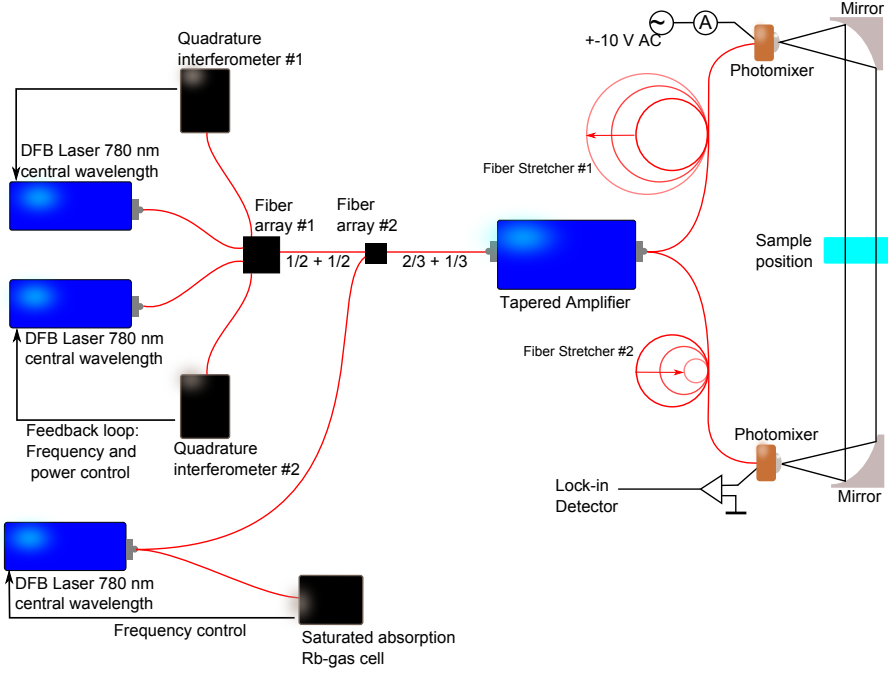 Quadrature
interferometer #1
DFB Laser 780 nm
central wavelength
DFB Laser 780 nm
central wavelength
Feedback loop:
Frequency and
power control
Quadrature
interferometer #2
Fiber
array #1
Fiber
array #2
1/2 + 1/2
2/3 + 1/3
DFB Laser 780 nm
central wavelength
Frequency control
Saturated absorption
Rb-gas cell
Tapered Amplifier
+-10 V AC
~
A
Photomixer
Mirror
Fiber Stretcher #1
Sample
position
Fiber Stretcher #2
Photomixer
Lock-in
Detector
Mirror